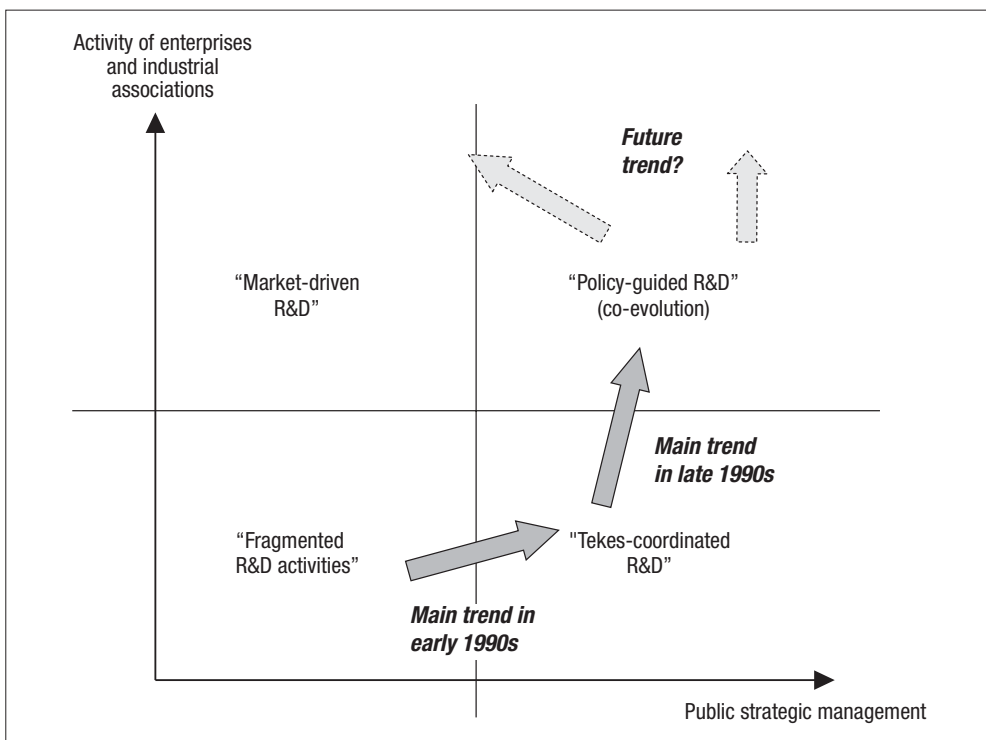 Activity of enterprises
and industrial
associations
Future
trend?
“Market-driven
R&D”
“Policy-guided R&D”
(co-evolution)
Main trend
in late 1990s
“Fragmented
R&D activities”
"Tekes-coordinated
R&D”
Main trend in
early 1990s
Public strategic management